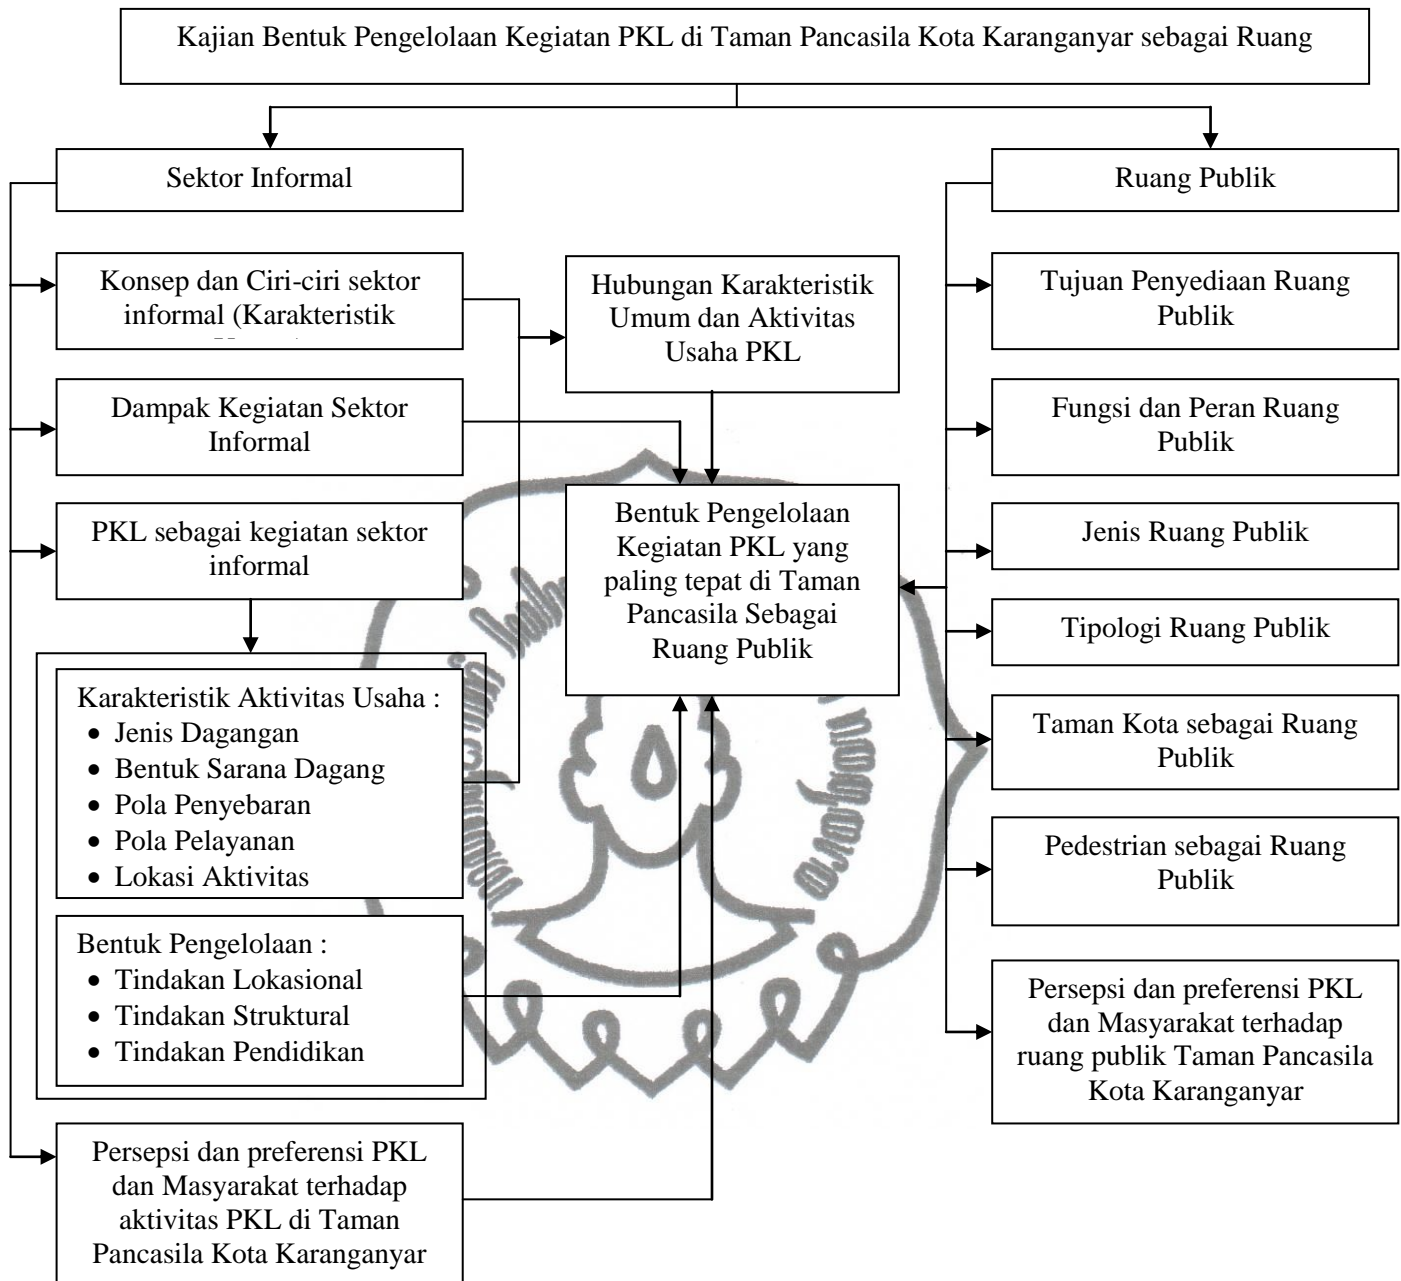 Kajian Bentuk Pengelolaan Kegiatan PKL di Taman Pancasila Kota Karanganyar sebagai Ruang
Sektor Informal
Ruang Publik
Konsep dan Ciri-ciri sektor
informal (Karakteristik
Dampak Kegiatan Sektor
Informal
PKL sebagai kegiatan sektor
informal
Karakteristik Aktivitas Usaha :
• Jenis Dagangan
• Bentuk Sarana Dagang
• Pola Penyebaran
• Pola Pelayanan
• Lokasi Aktivitas
Bentuk Pengelolaan :
• Tindakan Lokasional
• Tindakan Struktural
• Tindakan Pendidikan
Persepsi dan preferensi PKL
dan Masyarakat terhadap
aktivitas PKL di Taman
Pancasila Kota Karanganyar
Hubungan Karakteristik
Umum dan Aktivitas
Usaha PKL
Bentuk Pengelolaan
Kegiatan PKL yang
paling tepat di Taman
Pancasila Sebagai
Ruang Publik
Tujuan Penyediaan Ruang
Publik
Fungsi dan Peran Ruang
Publik
Jenis Ruang Publik
Tipologi Ruang Publik
Taman Kota sebagai Ruang
Publik
Pedestrian sebagai Ruang
Publik
Persepsi dan preferensi PKL
dan Masyarakat terhadap
ruang publik Taman Pancasila
Kota Karanganyar